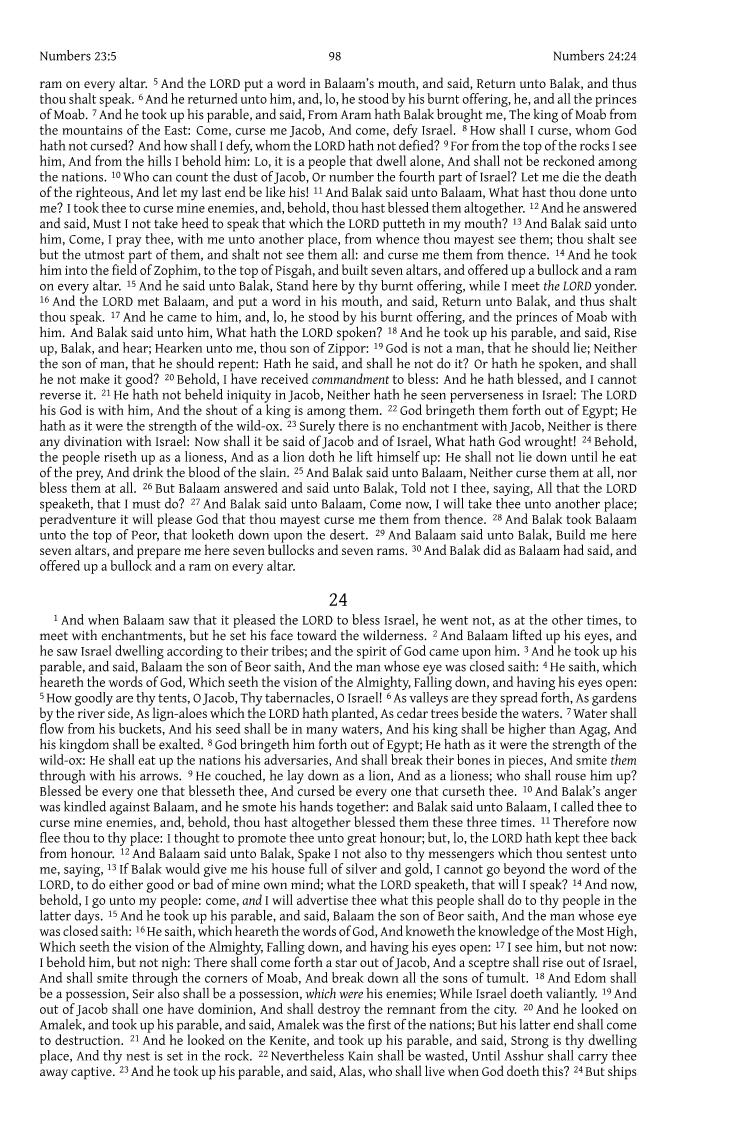 Numbers 23:5 98 Numbers 24:24
ram on every altar. 5 And the LORD put a word in Balaam’s mouth, and said, Return unto Balak, and thus
thou shalt speak. 6 And he returned unto him, and, lo, he stood by his burnt offering, he, and all the princes
of Moab. 7 And he took up his parable, and said, From Aram hath Balak brought me, The king of Moab from
the mountains of the East: Come, curse me Jacob, And come, defy Israel. 8 How shall I curse, whom God
hath not cursed? And how shall I defy, whom the LORD hath not defied? 9 For from the top of the rocks I see
him, And from the hills I behold him: Lo, it is a people that dwell alone, And shall not be reckoned among
the nations. 10 Who can count the dust of Jacob, Or number the fourth part of Israel? Let me die the death
of the righteous, And let my last end be like his! 11 And Balak said unto Balaam, What hast thou done unto
me? I took thee to curse mine enemies, and, behold, thou hast blessed them altogether. 12 And he answered
and said, Must I not take heed to speak that which the LORD putteth in my mouth? 13 And Balak said unto
him, Come, I pray thee, with me unto another place, from whence thou mayest see them; thou shalt see
but the utmost part of them, and shalt not see them all: and curse me them from thence. 14 And he took
him into the field of Zophim, to the top of Pisgah, and built seven altars, and offered up a bullock and a ram
on every altar. 15 And he said unto Balak, Stand here by thy burnt offering, while I meet the LORD yonder.
16 And the LORD met Balaam, and put a word in his mouth, and said, Return unto Balak, and thus shalt
thou speak. 17 And he came to him, and, lo, he stood by his burnt offering, and the princes of Moab with
him. And Balak said unto him, What hath the LORD spoken? 18 And he took up his parable, and said, Rise
up, Balak, and hear; Hearken unto me, thou son of Zippor: 19 God is not a man, that he should lie; Neither
the son of man, that he should repent: Hath he said, and shall he not do it? Or hath he spoken, and shall
he not make it good? 20 Behold, I have received commandment to bless: And he hath blessed, and I cannot
reverse it. 21 He hath not beheld iniquity in Jacob, Neither hath he seen perverseness in Israel: The LORD
his God is with him, And the shout of a king is among them. 22 God bringeth them forth out of Egypt; He
hath as it were the strength of the wild-ox. 23 Surely there is no enchantment with Jacob, Neither is there
any divination with Israel: Now shall it be said of Jacob and of Israel, What hath God wrought! 24 Behold,
the people riseth up as a lioness, And as a lion doth he lift himself up: He shall not lie down until he eat
of the prey, And drink the blood of the slain. 25 And Balak said unto Balaam, Neither curse them at all, nor
bless them at all. 26 But Balaam answered and said unto Balak, Told not I thee, saying, All that the LORD
speaketh, that I must do? 27 And Balak said unto Balaam, Come now, I will take thee unto another place;
peradventure it will please God that thou mayest curse me them from thence. 28 And Balak took Balaam
unto the top of Peor, that looketh down upon the desert. 29 And Balaam said unto Balak, Build me here
seven altars, and prepare me here seven bullocks and seven rams. 30 And Balak did as Balaam had said, and
offered up a bullock and a ram on every altar.
24
1 And when Balaam saw that it pleased the LORD to bless Israel, he went not, as at the other times, to
meet with enchantments, but he set his face toward the wilderness. 2 And Balaam lifted up his eyes, and
he saw Israel dwelling according to their tribes; and the spirit of God came upon him. 3 And he took up his
parable, and said, Balaam the son of Beor saith, And the man whose eye was closed saith: 4 He saith, which
heareth the words of God, Which seeth the vision of the Almighty, Falling down, and having his eyes open:
5 How goodly are thy tents, O Jacob, Thy tabernacles, O Israel! 6 As valleys are they spread forth, As gardens
by the river side, As lign-aloes which the LORD hath planted, As cedar trees beside the waters. 7 Water shall
flow from his buckets, And his seed shall be in many waters, And his king shall be higher than Agag, And
his kingdom shall be exalted. 8 God bringeth him forth out of Egypt; He hath as it were the strength of the
wild-ox: He shall eat up the nations his adversaries, And shall break their bones in pieces, And smite them
through with his arrows. 9 He couched, he lay down as a lion, And as a lioness; who shall rouse him up?
Blessed be every one that blesseth thee, And cursed be every one that curseth thee. 10 And Balak’s anger
was kindled against Balaam, and he smote his hands together: and Balak said unto Balaam, I called thee to
curse mine enemies, and, behold, thou hast altogether blessed them these three times. 11 Therefore now
flee thou to thy place: I thought to promote thee unto great honour; but, lo, the LORD hath kept thee back
from honour. 12 And Balaam said unto Balak, Spake I not also to thy messengers which thou sentest unto
me, saying, 13 If Balak would give me his house full of silver and gold, I cannot go beyond the word of the
LORD, to do either good or bad of mine own mind; what the LORD speaketh, that will I speak? 14 And now,
behold, I go unto my people: come, and I will advertise thee what this people shall do to thy people in the
latter days. 15 And he took up his parable, and said, Balaam the son of Beor saith, And the man whose eye
was closed saith: 16 He saith, which heareth the words of God, And knoweth the knowledge of the Most High,
Which seeth the vision of the Almighty, Falling down, and having his eyes open: 17 I see him, but not now:
I behold him, but not nigh: There shall come forth a star out of Jacob, And a sceptre shall rise out of Israel,
And shall smite through the corners of Moab, And break down all the sons of tumult. 18 And Edom shall
be a possession, Seir also shall be a possession, which were his enemies; While Israel doeth valiantly. 19 And
out of Jacob shall one have dominion, And shall destroy the remnant from the city. 20 And he looked on
Amalek, and took up his parable, and said, Amalek was the first of the nations; But his latter end shall come
to destruction. 21 And he looked on the Kenite, and took up his parable, and said, Strong is thy dwelling
place, And thy nest is set in the rock. 22 Nevertheless Kain shall be wasted, Until Asshur shall carry thee
away captive. 23 And he took up his parable, and said, Alas, who shall live when God doeth this? 24 But ships